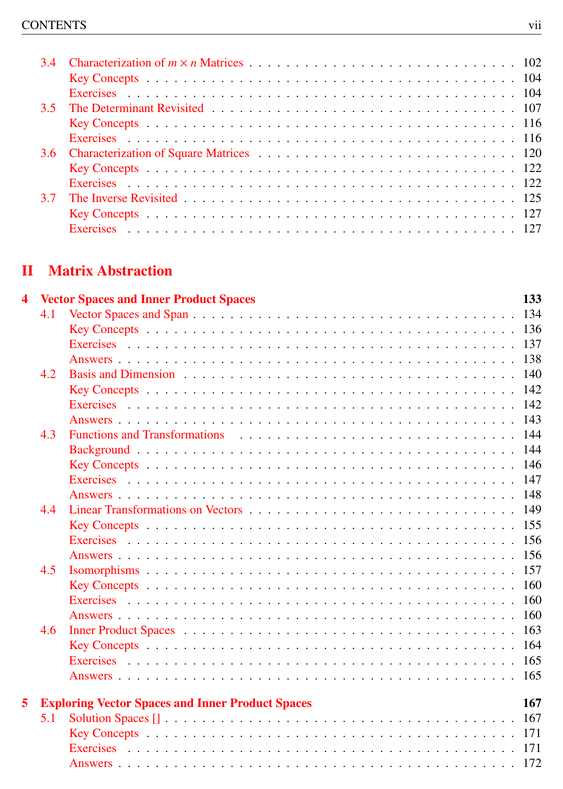 CONTENTS vii
3.4 Characterization of m × n Matrices . . . . . . . . . . . . . . . . . . . . . . . . . . . . . 102
Key Concepts . . . . . . . . . . . . . . . . . . . . . . . . . . . . . . . . . . . . . . . . 104
Exercises . . . . . . . . . . . . . . . . . . . . . . . . . . . . . . . . . . . . . . . . . . 104
3.5 The Determinant Revisited . . . . . . . . . . . . . . . . . . . . . . . . . . . . . . . . . 107
Key Concepts . . . . . . . . . . . . . . . . . . . . . . . . . . . . . . . . . . . . . . . . 116
Exercises . . . . . . . . . . . . . . . . . . . . . . . . . . . . . . . . . . . . . . . . . . 116
3.6 Characterization of Square Matrices . . . . . . . . . . . . . . . . . . . . . . . . . . . . 120
Key Concepts . . . . . . . . . . . . . . . . . . . . . . . . . . . . . . . . . . . . . . . . 122
Exercises . . . . . . . . . . . . . . . . . . . . . . . . . . . . . . . . . . . . . . . . . . 122
3.7 The Inverse Revisited . . . . . . . . . . . . . . . . . . . . . . . . . . . . . . . . . . . . 125
Key Concepts . . . . . . . . . . . . . . . . . . . . . . . . . . . . . . . . . . . . . . . . 127
Exercises . . . . . . . . . . . . . . . . . . . . . . . . . . . . . . . . . . . . . . . . . . 127
II Matrix Abstraction
4 Vector Spaces and Inner Product Spaces 133
4.1 Vector Spaces and Span . . . . . . . . . . . . . . . . . . . . . . . . . . . . . . . . . . . 134
Key Concepts . . . . . . . . . . . . . . . . . . . . . . . . . . . . . . . . . . . . . . . . 136
Exercises . . . . . . . . . . . . . . . . . . . . . . . . . . . . . . . . . . . . . . . . . . 137
Answers . . . . . . . . . . . . . . . . . . . . . . . . . . . . . . . . . . . . . . . . . . . 138
4.2 Basis and Dimension . . . . . . . . . . . . . . . . . . . . . . . . . . . . . . . . . . . . 140
Key Concepts . . . . . . . . . . . . . . . . . . . . . . . . . . . . . . . . . . . . . . . . 142
Exercises . . . . . . . . . . . . . . . . . . . . . . . . . . . . . . . . . . . . . . . . . . 142
Answers . . . . . . . . . . . . . . . . . . . . . . . . . . . . . . . . . . . . . . . . . . . 143
4.3 Functions and Transformations . . . . . . . . . . . . . . . . . . . . . . . . . . . . . . 144
Background . . . . . . . . . . . . . . . . . . . . . . . . . . . . . . . . . . . . . . . . . 144
Key Concepts . . . . . . . . . . . . . . . . . . . . . . . . . . . . . . . . . . . . . . . . 146
Exercises . . . . . . . . . . . . . . . . . . . . . . . . . . . . . . . . . . . . . . . . . . 147
Answers . . . . . . . . . . . . . . . . . . . . . . . . . . . . . . . . . . . . . . . . . . . 148
4.4 Linear Transformations on Vectors . . . . . . . . . . . . . . . . . . . . . . . . . . . . . 149
Key Concepts . . . . . . . . . . . . . . . . . . . . . . . . . . . . . . . . . . . . . . . . 155
Exercises . . . . . . . . . . . . . . . . . . . . . . . . . . . . . . . . . . . . . . . . . . 156
Answers . . . . . . . . . . . . . . . . . . . . . . . . . . . . . . . . . . . . . . . . . . . 156
4.5 Isomorphisms . . . . . . . . . . . . . . . . . . . . . . . . . . . . . . . . . . . . . . . . 157
Key Concepts . . . . . . . . . . . . . . . . . . . . . . . . . . . . . . . . . . . . . . . . 160
Exercises . . . . . . . . . . . . . . . . . . . . . . . . . . . . . . . . . . . . . . . . . . 160
Answers . . . . . . . . . . . . . . . . . . . . . . . . . . . . . . . . . . . . . . . . . . . 160
4.6 Inner Product Spaces . . . . . . . . . . . . . . . . . . . . . . . . . . . . . . . . . . . . 163
Key Concepts . . . . . . . . . . . . . . . . . . . . . . . . . . . . . . . . . . . . . . . . 164
Exercises . . . . . . . . . . . . . . . . . . . . . . . . . . . . . . . . . . . . . . . . . . 165
Answers . . . . . . . . . . . . . . . . . . . . . . . . . . . . . . . . . . . . . . . . . . . 165
5 Exploring Vector Spaces and Inner Product Spaces 167
5.1 Solution Spaces [] . . . . . . . . . . . . . . . . . . . . . . . . . . . . . . . . . . . . . . 167
Key Concepts . . . . . . . . . . . . . . . . . . . . . . . . . . . . . . . . . . . . . . . . 171
Exercises . . . . . . . . . . . . . . . . . . . . . . . . . . . . . . . . . . . . . . . . . . 171
Answers . . . . . . . . . . . . . . . . . . . . . . . . . . . . . . . . . . . . . . . . . . . 172